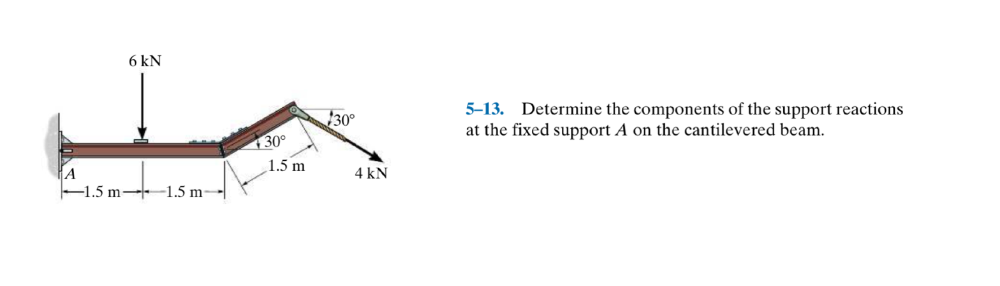 6 kN
30°
30°
1.5 m
4 kN
A
1.5 m
1.5 m
5–13. Determine the components of the support reactions
at the fixed support A on the cantilevered beam.